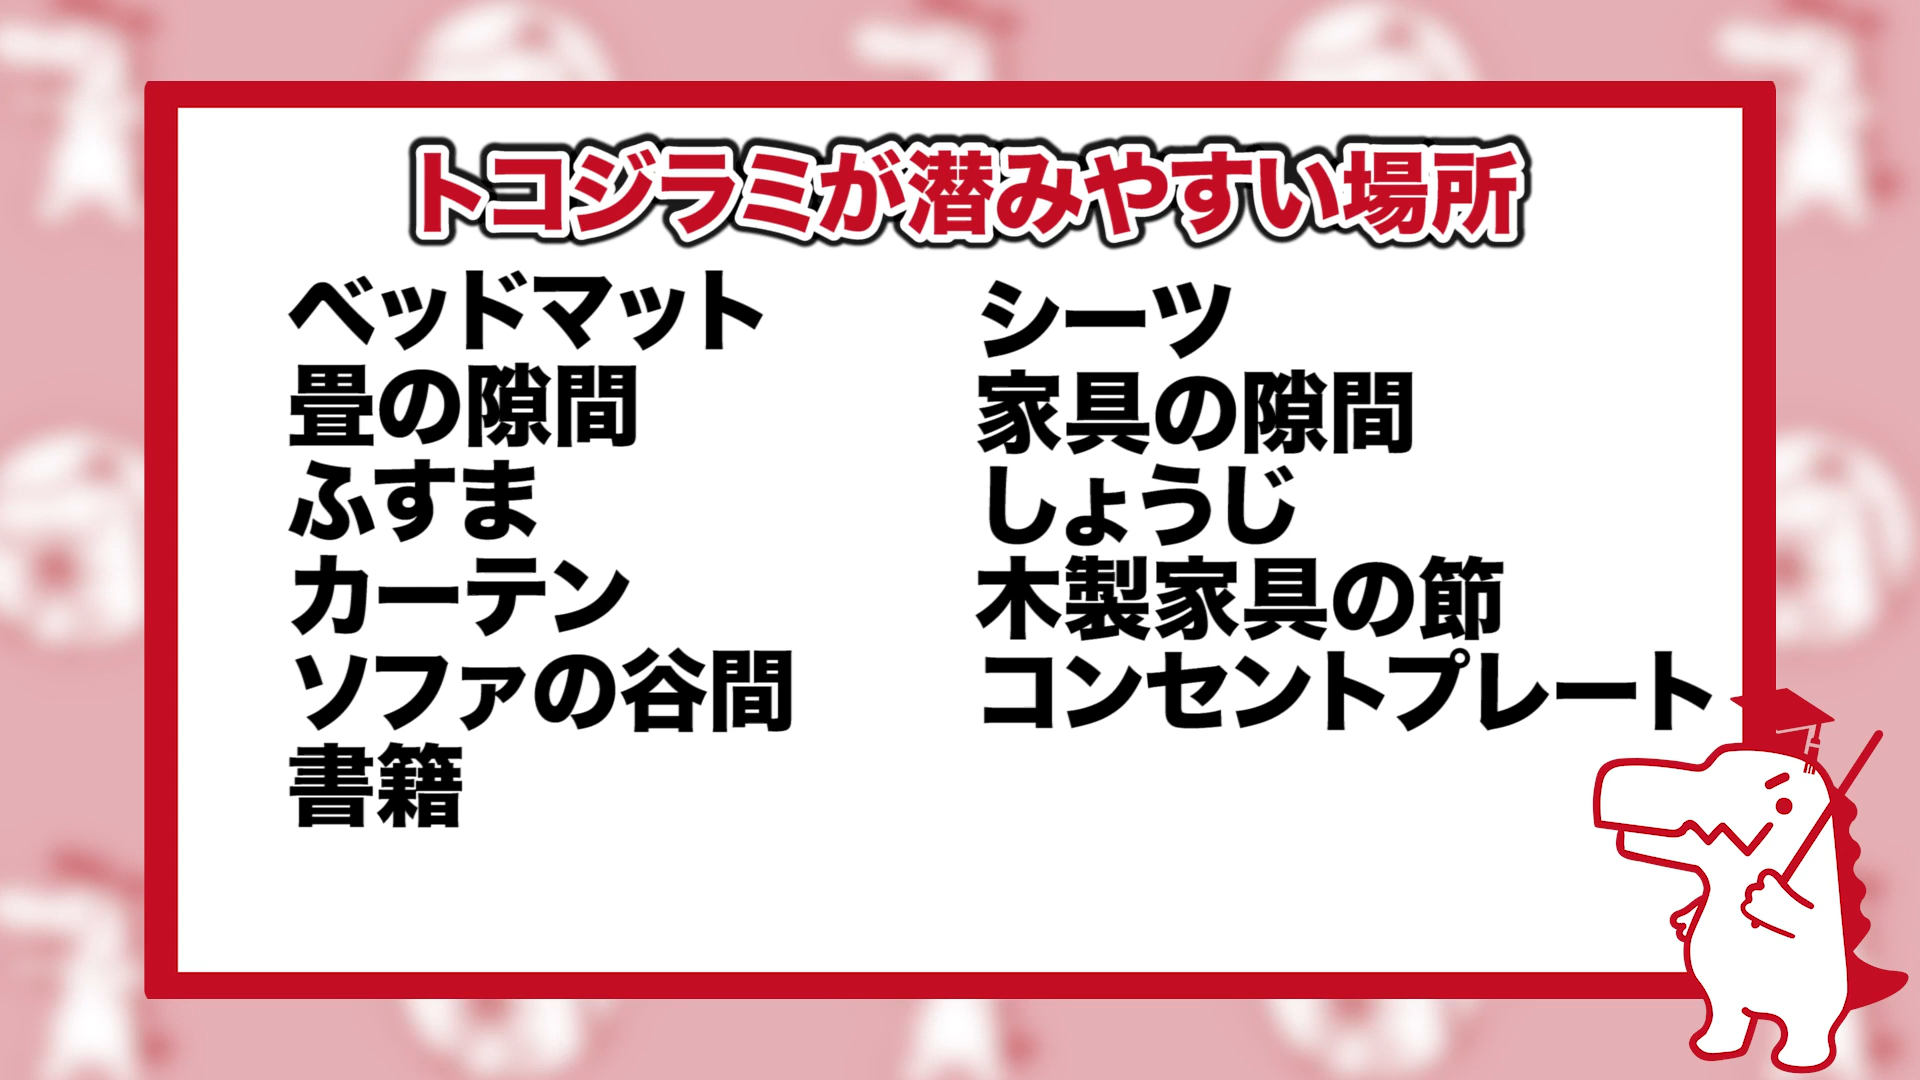 トコジラミが潜みやすい場所
ベッドマット
畳の隙間
ふすま
カーテン
ソファの谷間
書籍
シーツ
家具の隙間
しょうじ
木製家具の節
コンセントプレート